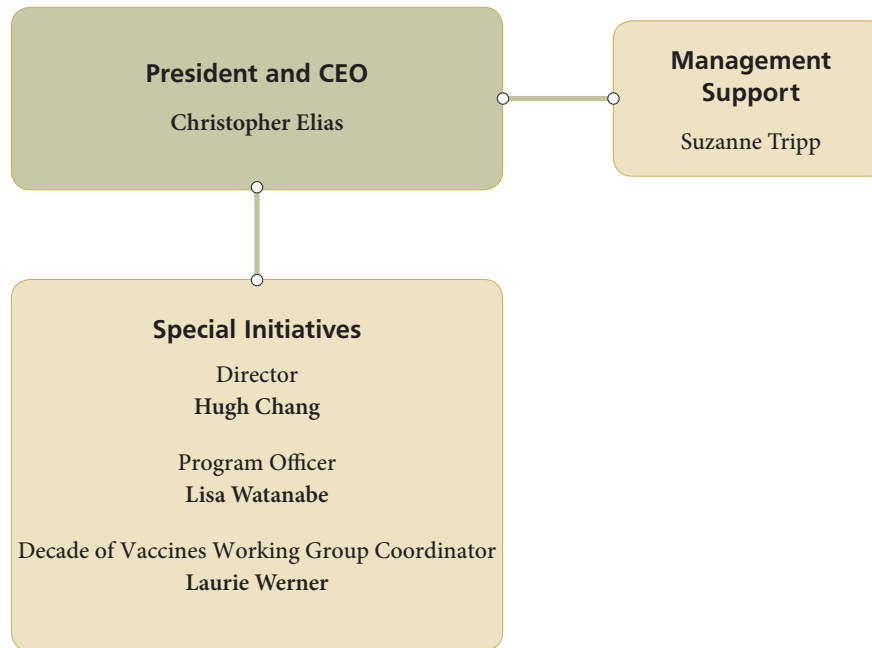 President and CEO
Christopher Elias
Management
Support
Suzanne Tripp
Special Initiatives
Director
Hugh Chang
Program Officer
Lisa Watanabe
Decade of Vaccines Working Group Coordinator
Laurie Werner